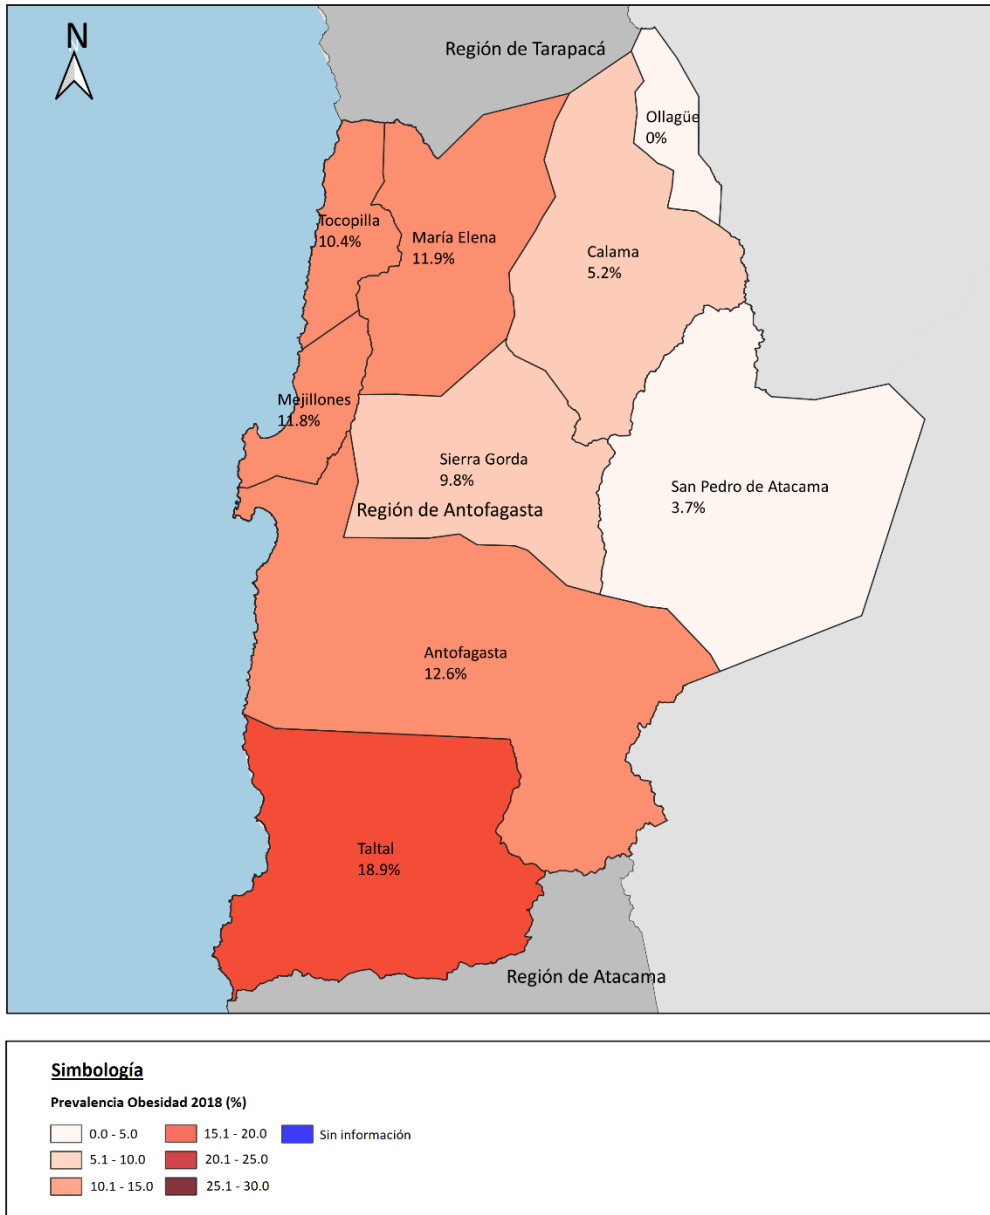 N
Región de Tarapacá
Ollagüe
0%
Tocopilla
10.4%
María Elena
11.9%
Calama
5.2%
Mejillones
11.8%
Sierra Gorda
9.8%
San Pedro de Atacama
3.7%
Región de Antofagasta
Antofagasta
12.6%
Taltal
18.9%
Región de Atacama
Simbología
Prevalencia Obesidad 2018 (%)
0.0 - 5.0
5.1 - 10.0
10.1 - 15.0
15.1 - 20.0
20.1 - 25.0
25.1 - 30.0
Sin información